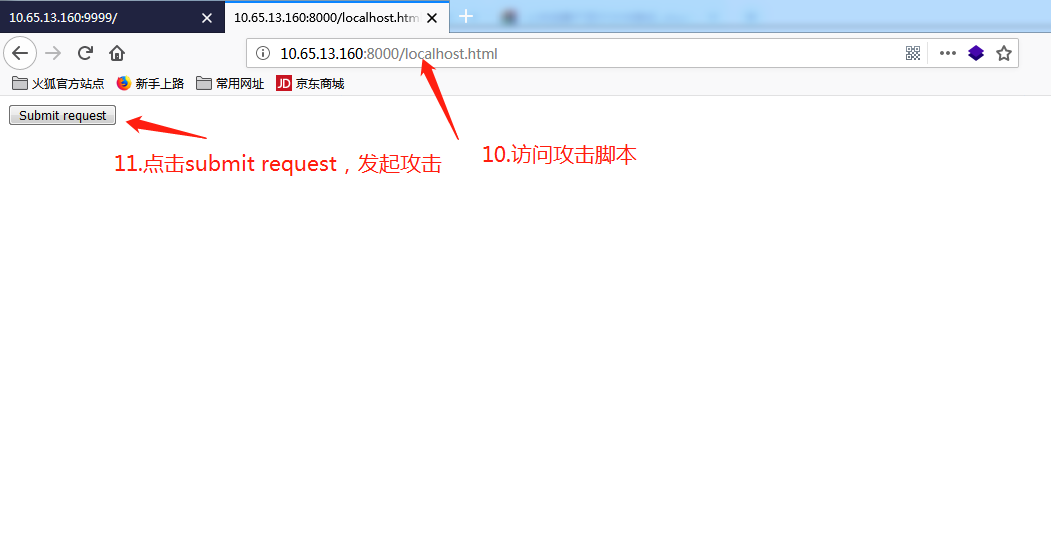 10.65.13.160:9999/
10.65.13.160:8000/localhost.htm
10.65.13.160:8000/localhost.html
火狐官方站点 新手上路 常用网址 JD 京东商城
Submit request
10.访问攻击脚本
11.点击submit request，发起攻击